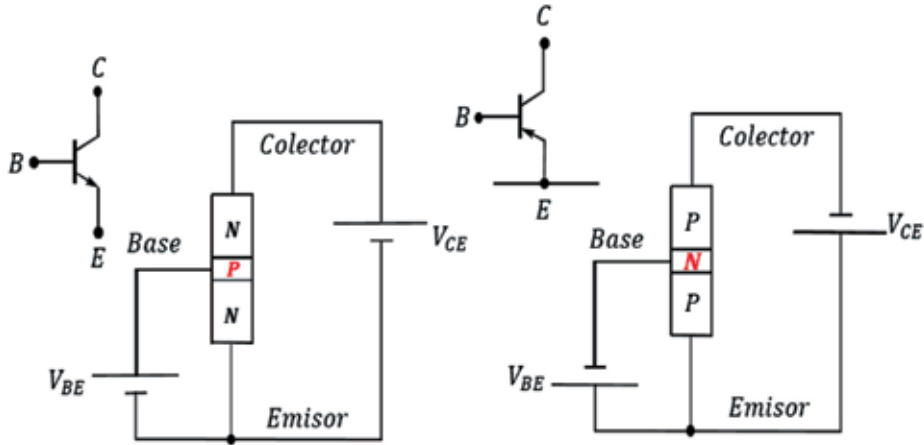 C
B
E
Colector
N
P
N
Base
V_CE
V_BE
Emisor
C
B
E
Colector
P
N
P
Base
V_CE
V_BE
Emisor